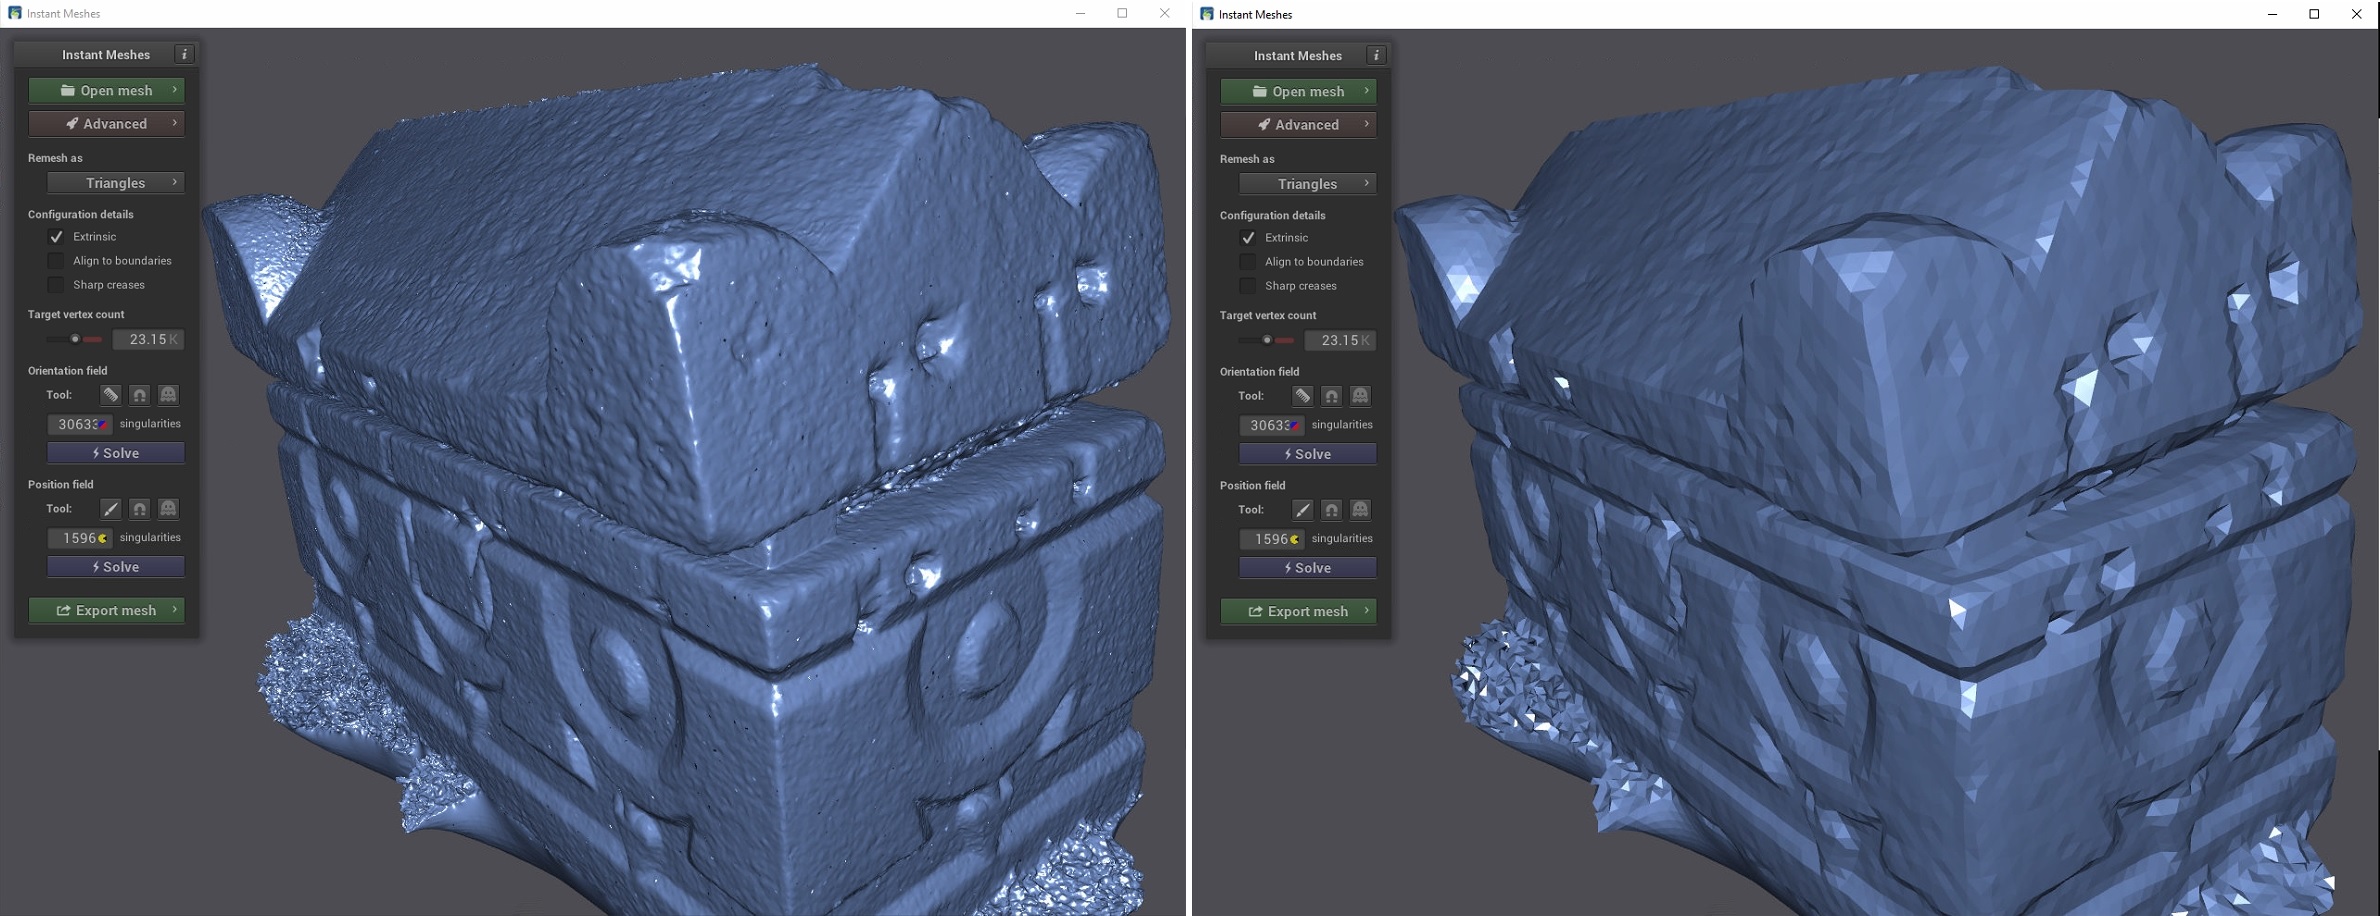 Instant Meshes
Instant Meshes
Open mesh
Advanced
Remesh as
Triangles
Configuration details
Extrinsic
Align to boundaries
Sharp creases
Target vertex count
23.15 K
Orientation field
Tool:
30633 singularities
Solve
Position field
Tool:
1596 singularities
Solve
Export mesh
Instant Meshes
Instant Meshes
Open mesh
Advanced
Remesh as
Triangles
Configuration details
Extrinsic
Align to boundaries
Sharp creases
Target vertex count
23.15 K
Orientation field
Tool:
30633 singularities
Solve
Position field
Tool:
1596 singularities
Solve
Export mesh